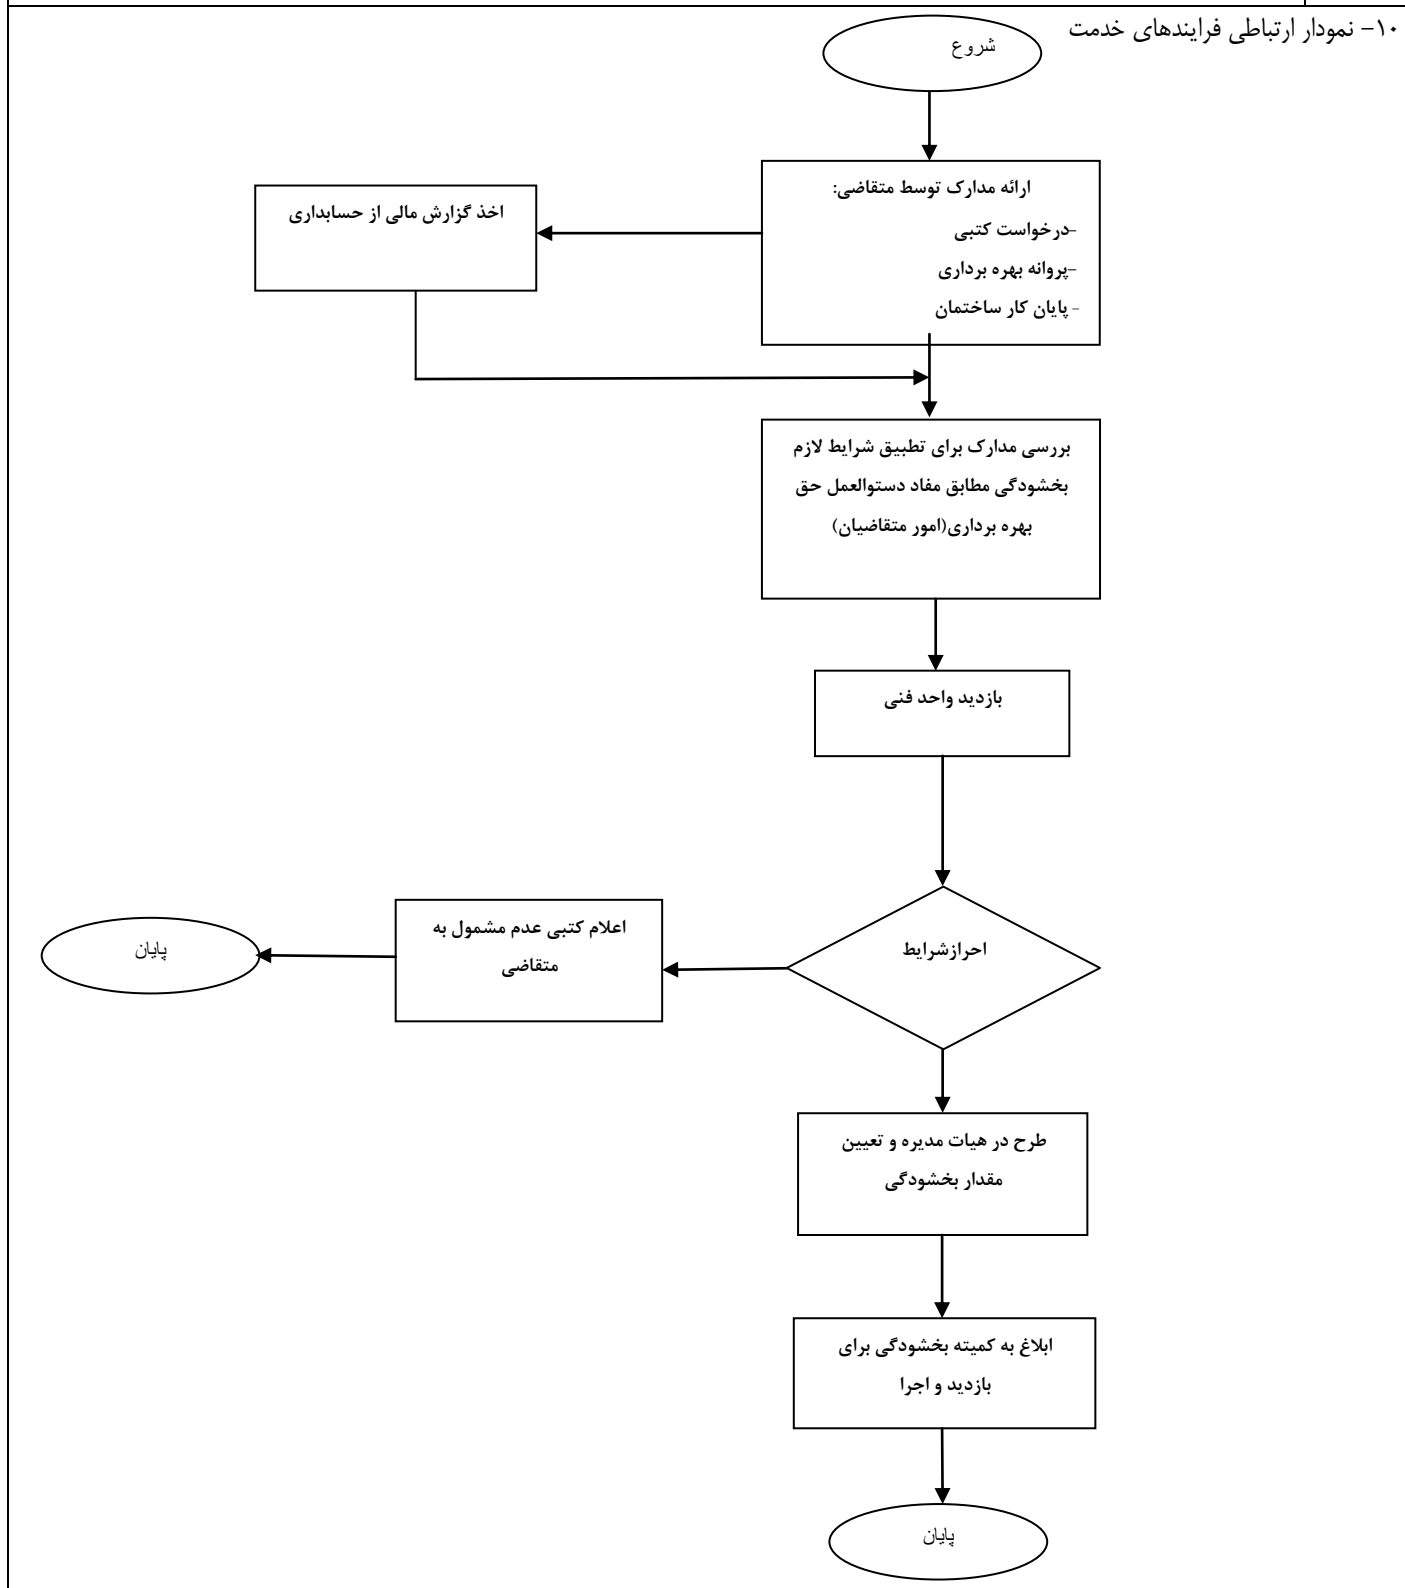 ۱۰- نمودار ارتباطی فرایندهای خدمت
شروع
ارائه مدارک توسط متقاضی:
-درخواست کتبی
-پروانه بهره برداری
- پایان کار ساختمان
اخذ گزارش مالی از حسابداری
بررسی مدارک برای تطبیق شرایط لازم
بخشودگی مطابق مفاد دستوالعمل حق
بهره برداری(امور متقاضیان)
بازدید واحد فنی
احرازشرایط
اعلام کتبی عدم مشمول به
متقاضی
پایان
طرح در هیات مدیره و تعیین
مقدار بخشودگی
ابلاغ به کمیته بخشودگی برای
بازدید و اجرا
پایان